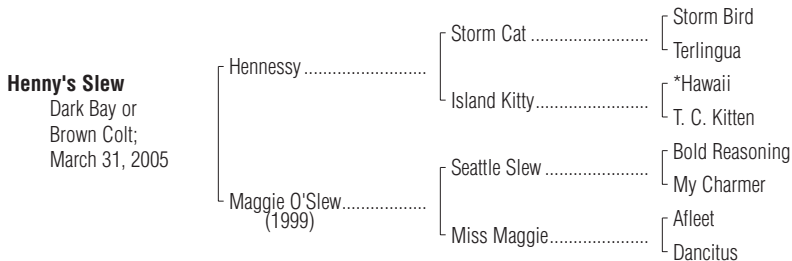 Henny's Slew
Dark Bay or
Brown Colt;
March 31, 2005
Hennessy..............................
Maggie O'Slew....................
(1999)
Storm Cat ............................
Island Kitty...........................
Seattle Slew .........................
Miss Maggie........................
Storm Bird
Terlingua
*Hawaii
T. C. Kitten
Bold Reasoning
My Charmer
Afleet
Dancitus